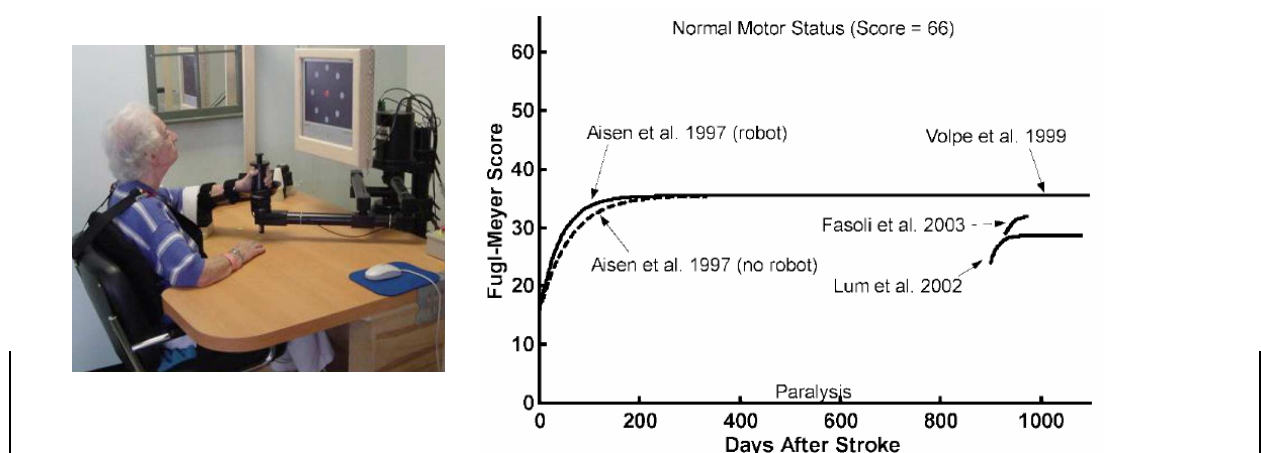 Normal Motor Status (Score = 66)
60
50
Aisen et al. 1997 (robot)
Volpe et al. 1999
40
Fugl-Meyer Score
30
Fasoli et al. 2003
Aisen et al. 1997 (no robot)
20
Lum et al. 2002
10
Paralysis
0
0 200 400 600 800 1000
Days After Stroke